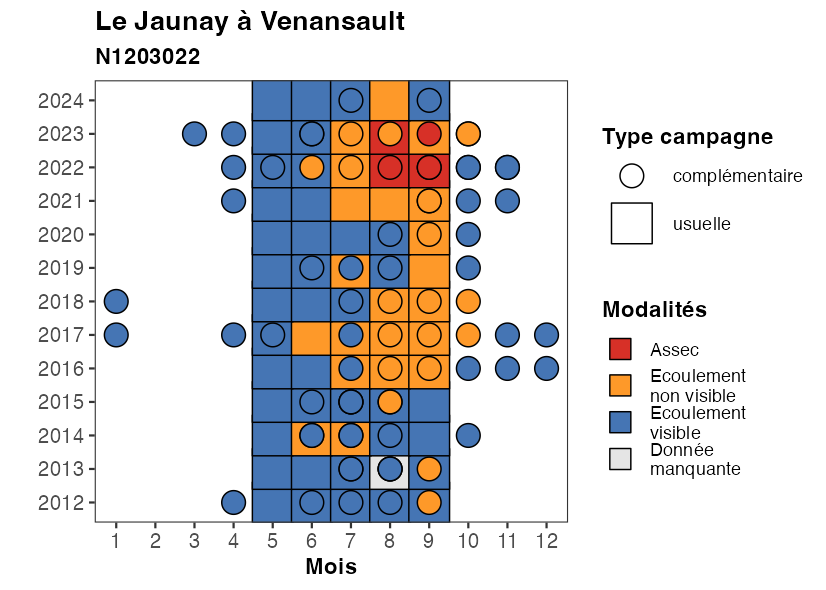 Le Jaunay à Venansault
N1203022
2024
2023
2022
2021
2020
2019
2018
2017
2016
2015
2014
2013
2012
1 2 3 4 5 6 7 8 9 10 11 12
Mois
Type campagne
complémentaire
usuelle
Modalités
Assec
Ecoulement
non visible
Ecoulement
visible
Donnée
manquante